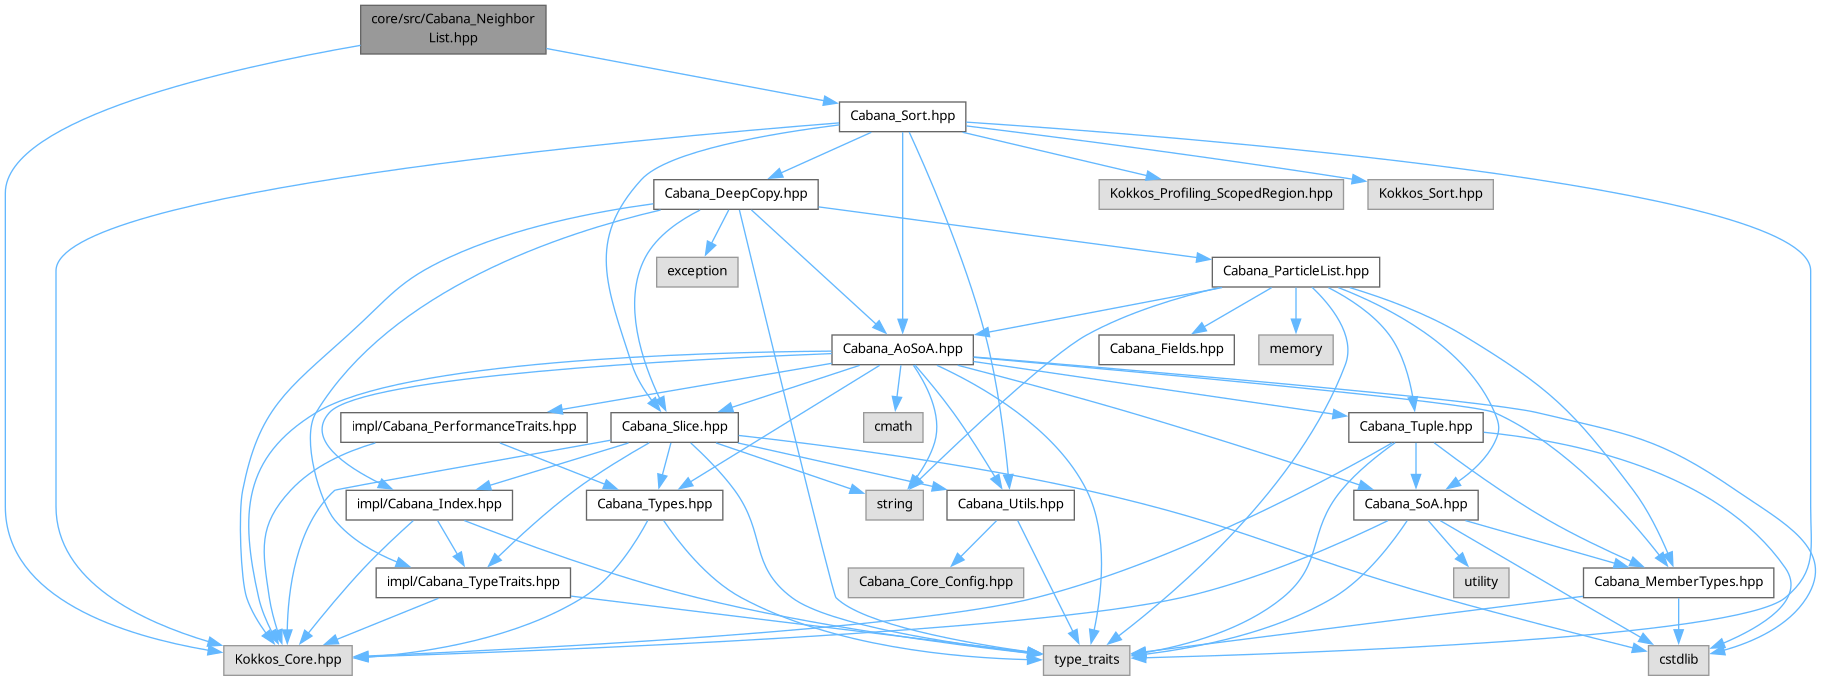 core/src/Cabana_Neighbor
List.hpp
Cabana_Sort.hpp
Cabana_DeepCopy.hpp
Kokkos_Profiling_ScopedRegion.hpp
Kokkos_Sort.hpp
exception
Cabana_ParticleList.hpp
Cabana_AoSoA.hpp
Cabana_Fields.hpp
memory
impl/Cabana_PerformanceTraits.hpp
Cabana_Slice.hpp
cmath
Cabana_Tuple.hpp
impl/Cabana_Index.hpp
Cabana_Types.hpp
string
Cabana_Utils.hpp
Cabana_SoA.hpp
impl/Cabana_TypeTraits.hpp
Cabana_Core_Config.hpp
utility
Cabana_MemberTypes.hpp
Kokkos_Core.hpp
type_traits
cstdlib